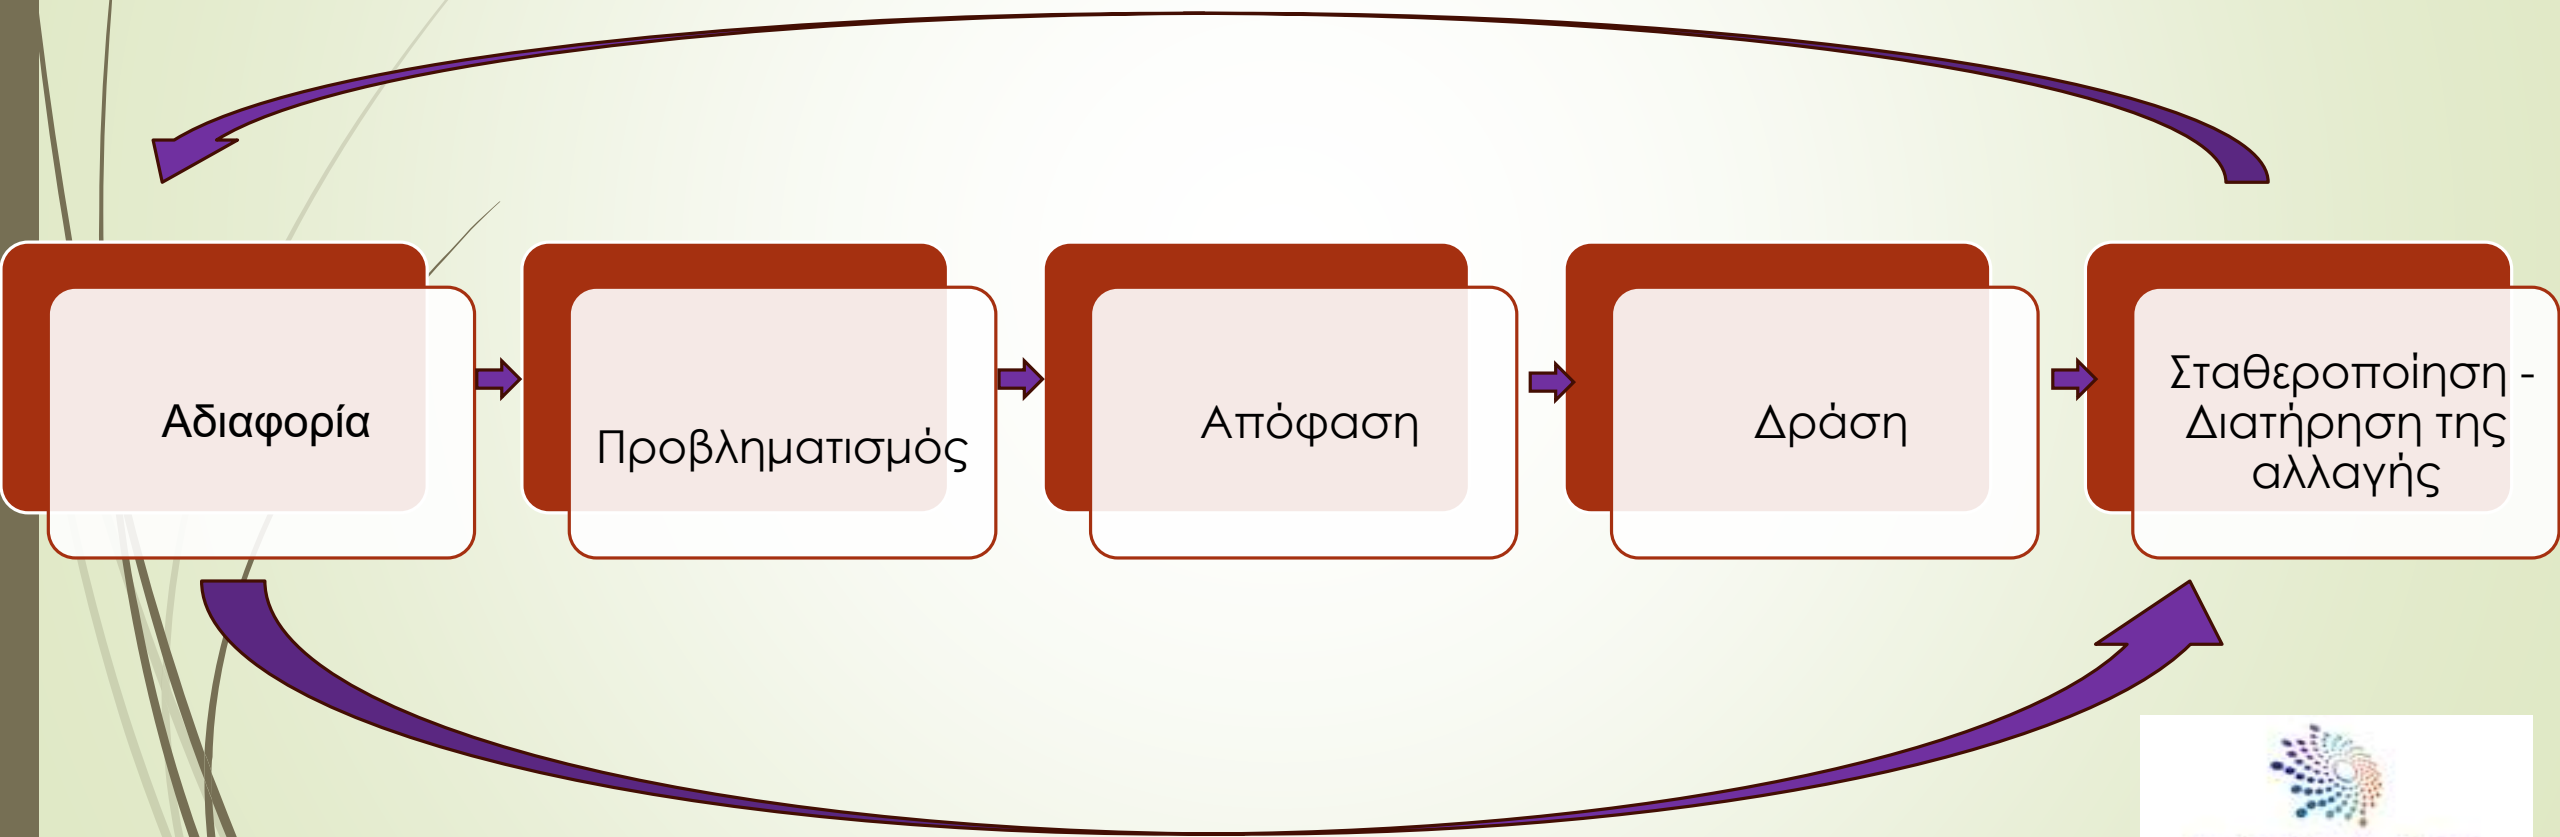 Αδιαφορία
Προβληματισμός
Απόφαση
Δράση
Σταθεροποίηση -
Διατήρηση της
αλλαγής